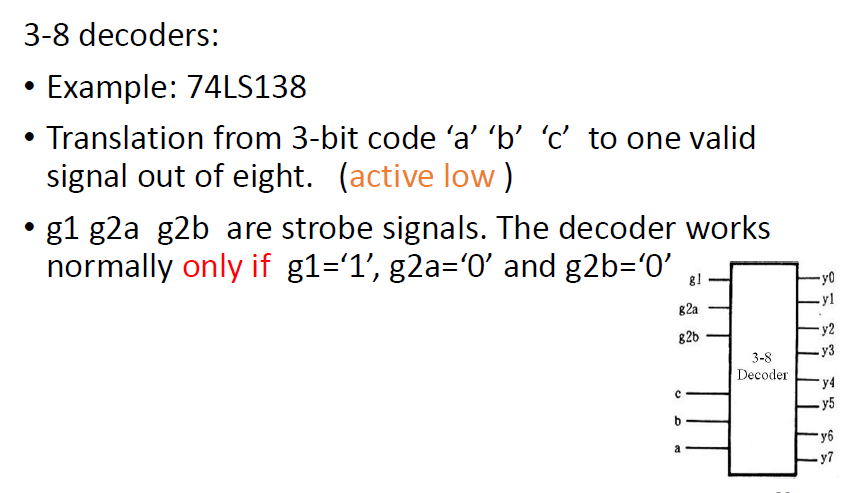 3-8 decoders:
• Example: 74LS138
• Translation from 3-bit code ‘a’ ‘b’ ‘c’ to one valid
signal out of eight. (active low )
• g1 g2a g2b are strobe signals. The decoder works
normally only if g1=‘1’, g2a=‘0’ and g2b=‘0’
g1
g2a
g2b
c
b
a
3-8
Decoder
y0
y1
y2
y3
y4
y5
y6
y7